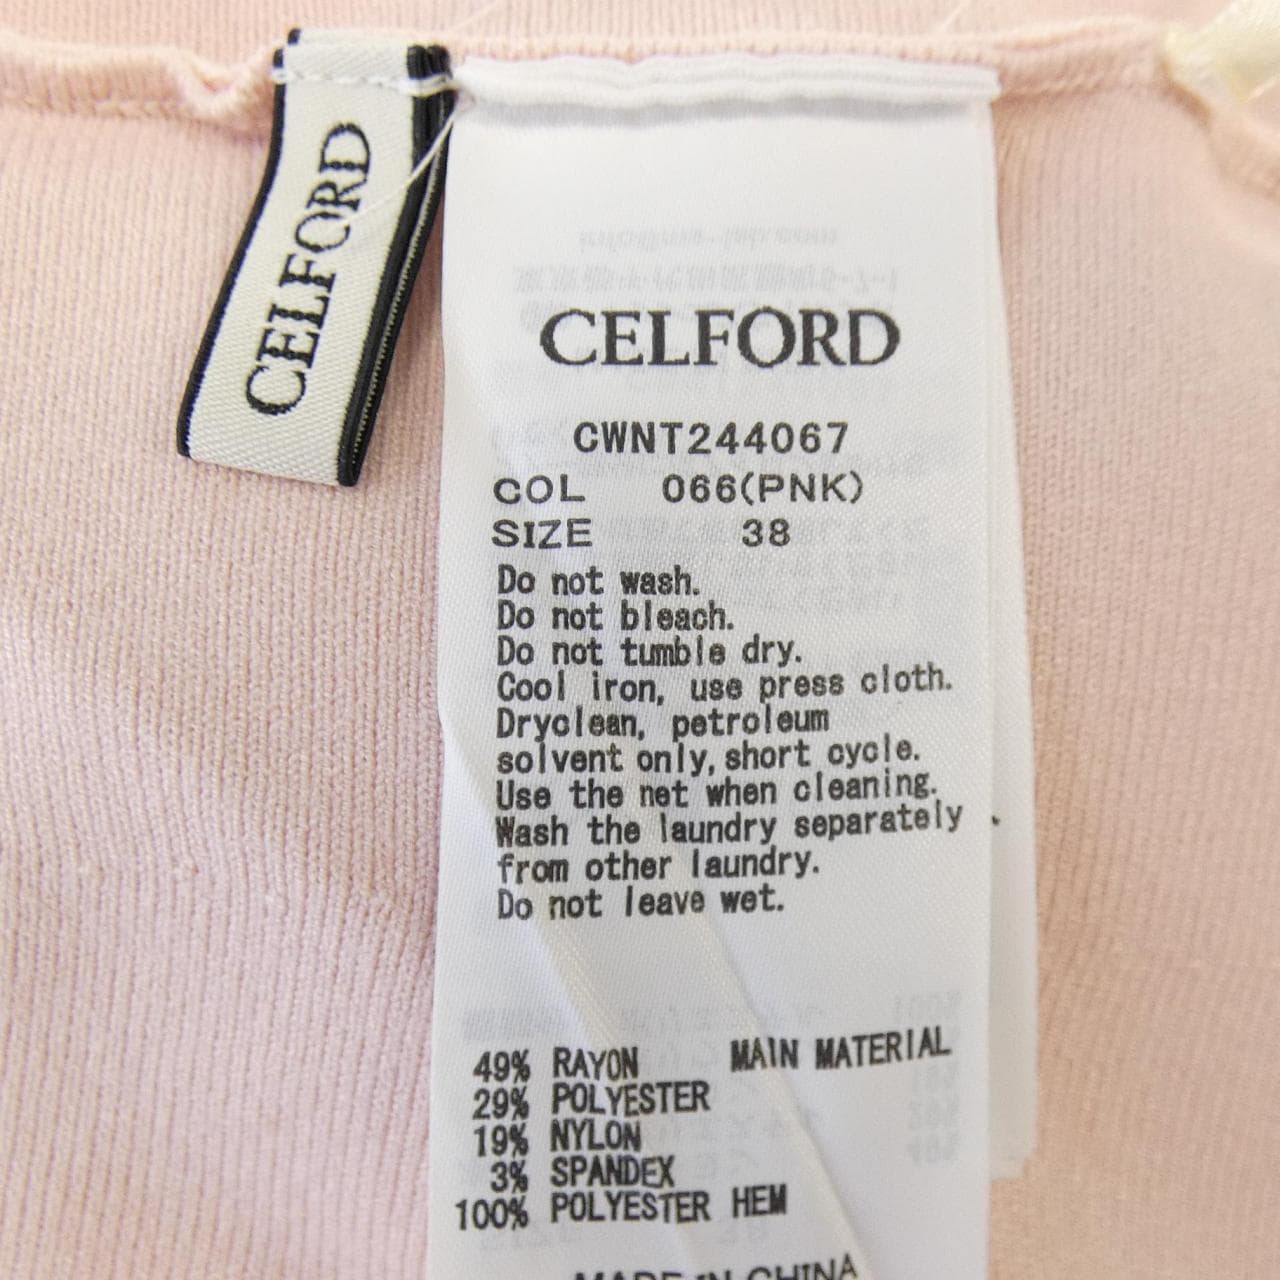 CELFORD
CELFORD
CWNT244067
COL 066(PNK)
SIZE 38
Do not wash.
Do not bleach.
Do not tumble dry.
Cool iron, use press cloth.
Dryclean, petroleum
solvent only, short cycle.
Use the net when cleaning.
Wash the laundry separately
from other laundry.
Do not leave wet.
49% RAYON MAIN MATERIAL
29% POLYESTER
19% NYLON
3% SPANDEX
100% POLYESTER HEM
MADE IN CHINA